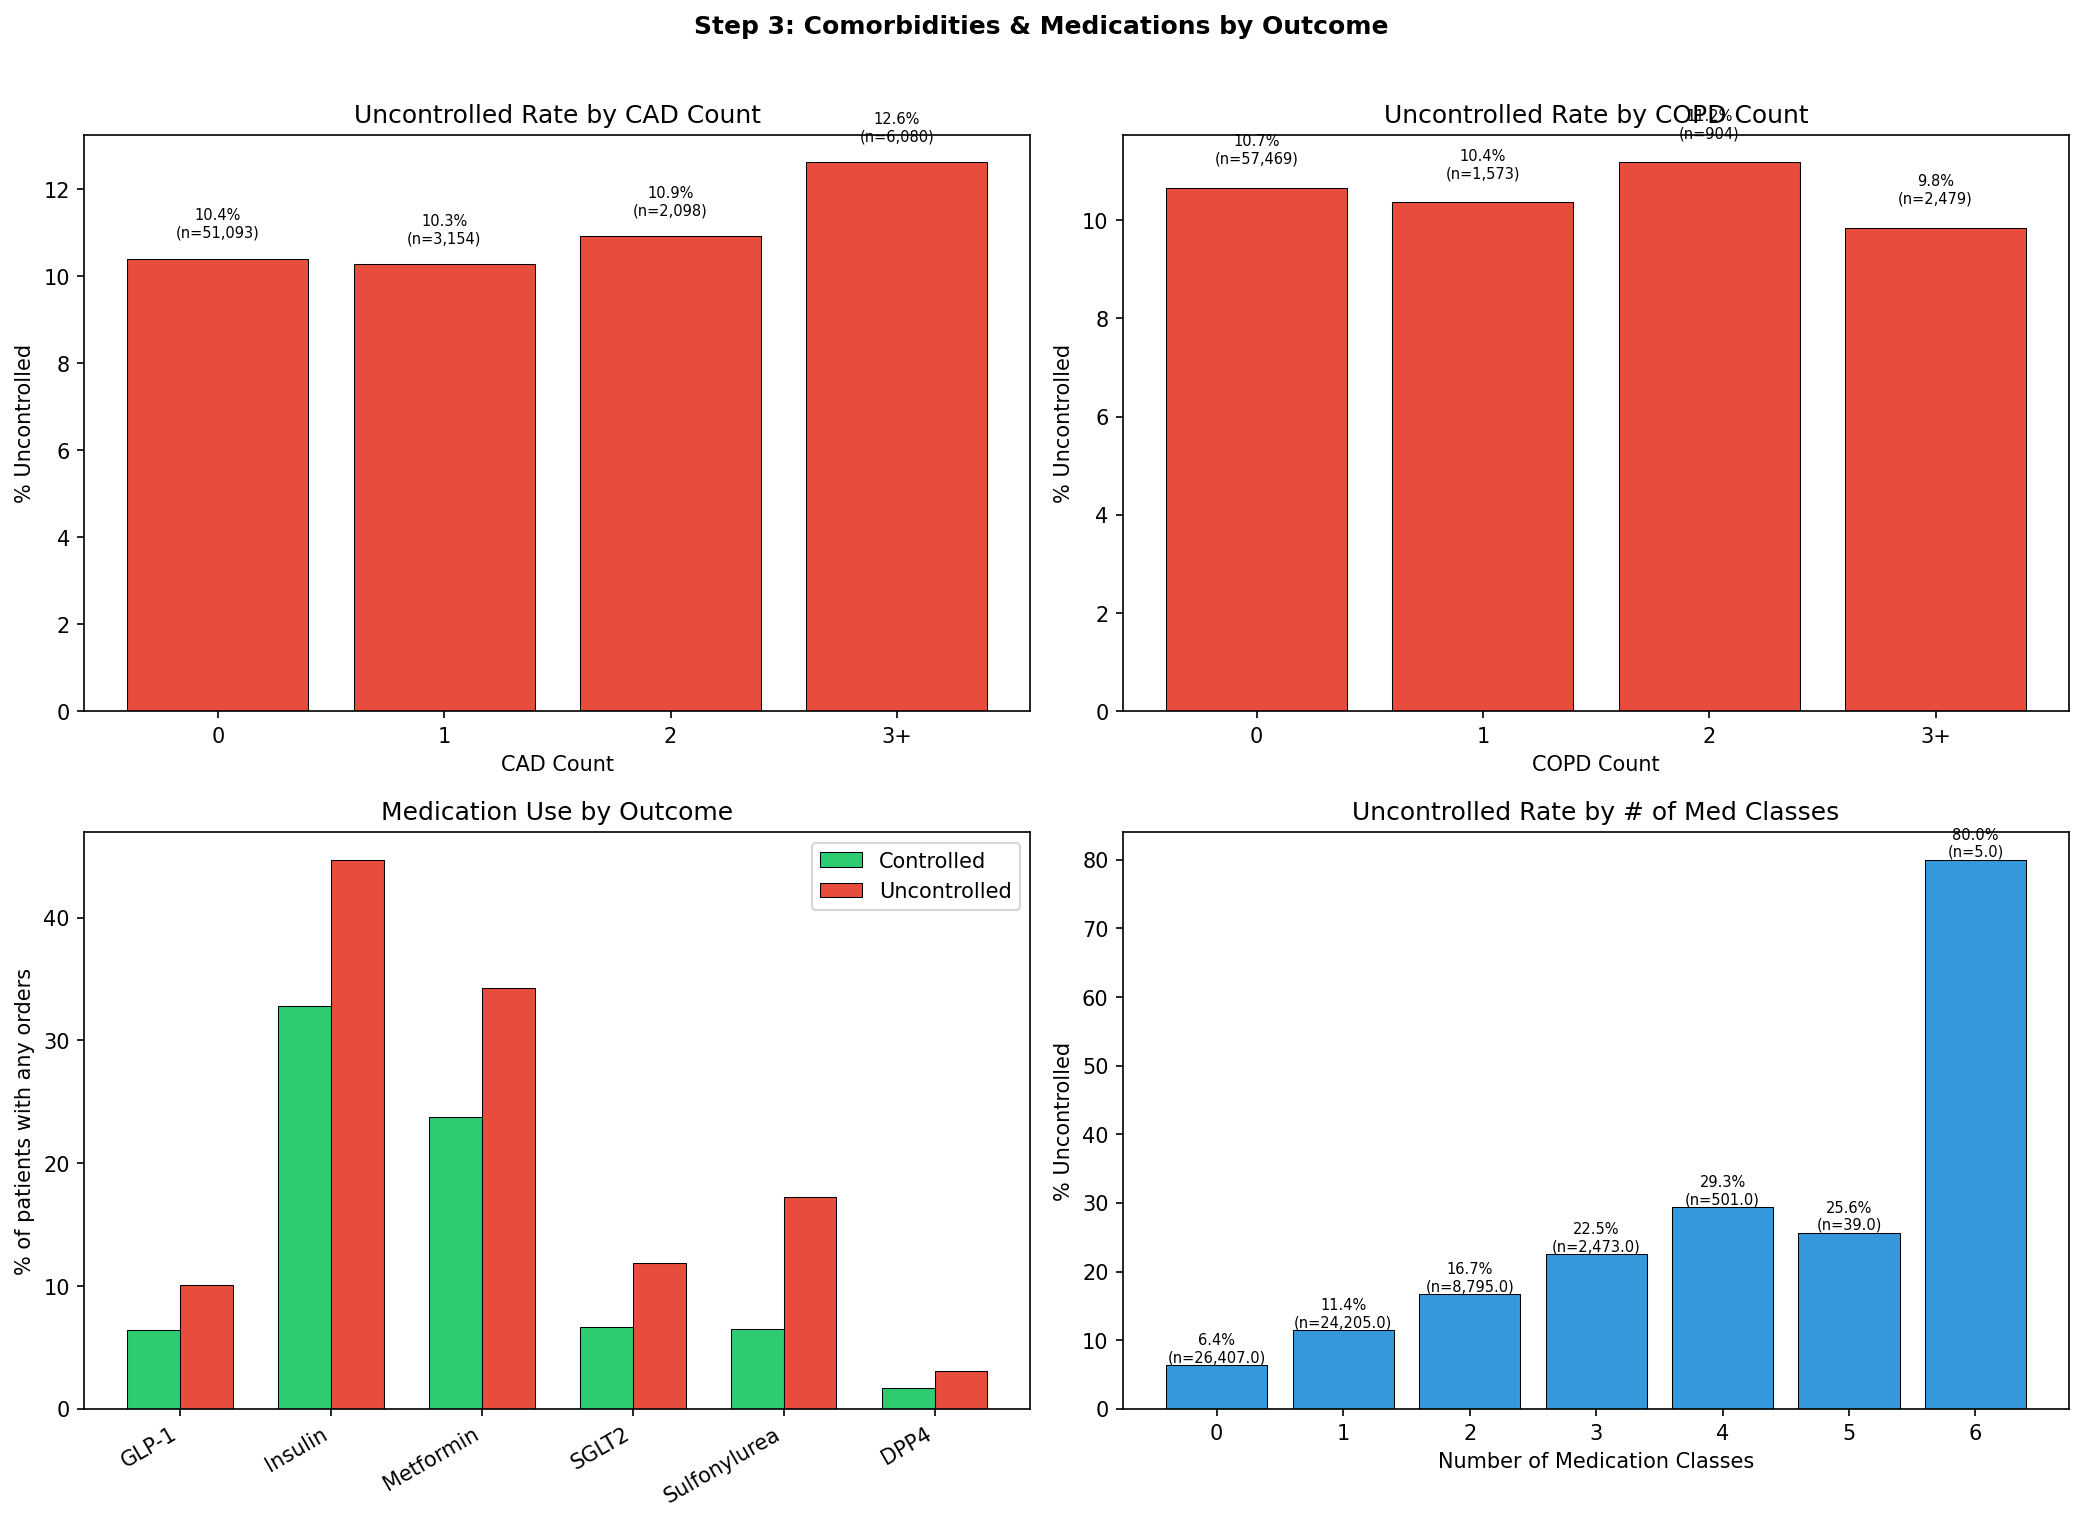 Step 3: Comorbidities & Medications by Outcome
Uncontrolled Rate by CAD Count
% Uncontrolled
12
10
8
6
4
2
0
10.4%
(n=51,093)
10.3%
(n=3,154)
10.9%
(n=2,098)
12.6%
(n=6,080)
0
1
2
3+
CAD Count
Uncontrolled Rate by COPD Count
% Uncontrolled
10
8
6
4
2
0
10.7%
(n=57,469)
10.4%
(n=1,573)
11.2%
(n=904)
9.8%
(n=2,479)
0
1
2
3+
COPD Count
Medication Use by Outcome
% of patients with any orders
40
30
20
10
0
Controlled
Uncontrolled
GLP-1
Insulin
Metformin
SGLT2
Sulfonylurea
DPP4
Uncontrolled Rate by # of Med Classes
% Uncontrolled
80
70
60
50
40
30
20
10
0
6.4%
(n=26,407.0)
11.4%
(n=24,205.0)
16.7%
(n=8,795.0)
22.5%
(n=2,473.0)
29.3%
(n=501.0)
25.6%
(n=39.0)
80.0%
(n=5.0)
0
1
2
3
4
5
6
Number of Medication Classes